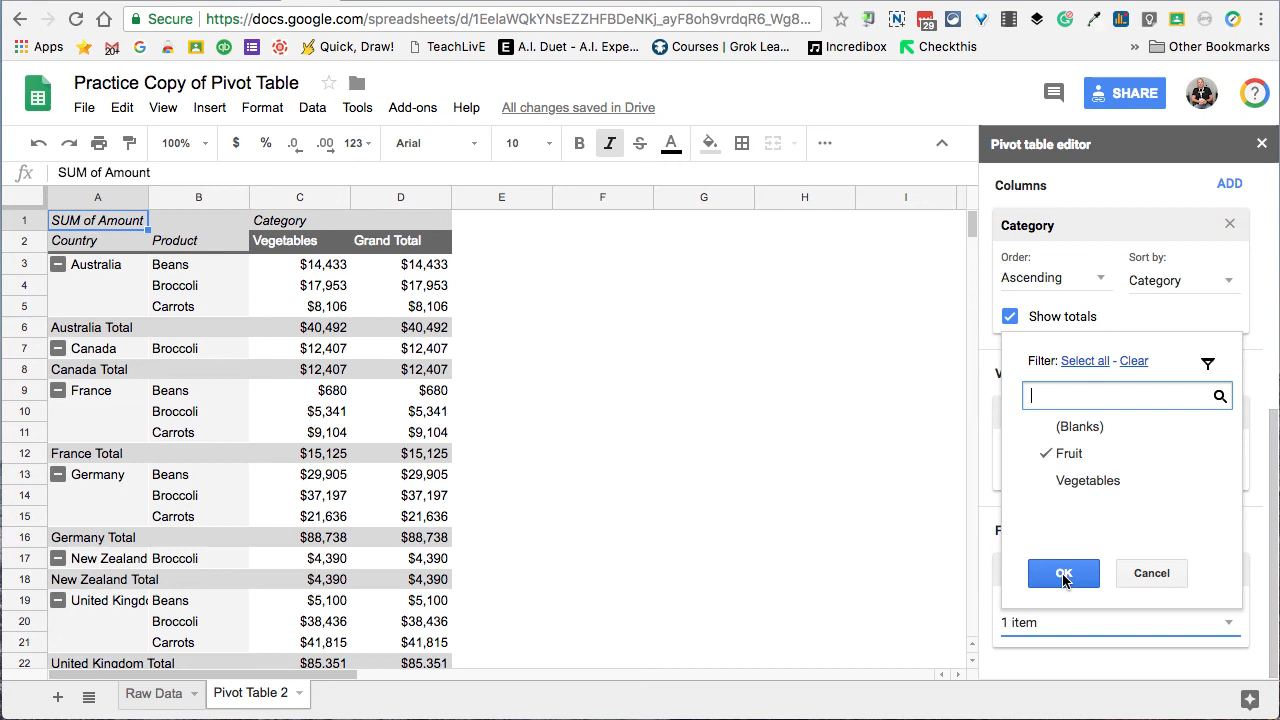 Secure
https://docs.google.com/spreadsheets/d/1teIaWQkYNsEZZHFBDeNKj_ayF8oh9vrdqR6_Wg8...
29
Apps
Quick, Draw!
TeachLIVE
A.I. Duet - A.I. Expe...
Courses | Grok Lea...
Incredibox
Checkthis
»
Other Bookmarks
Practice Copy of Pivot Table
File Edit View Insert Format Data Tools Add-ons Help All changes saved in Drive
SHARE
100% $ % .0 .00 123 Arial 10 B I S A
Pivot table editor
fx SUM of Amount
Columns ADD
A B C D E F G H I
1 SUM of Amount Category
2 Country Product Vegetables Grand Total
3 Australia Beans $14,433 $14,433
4 Broccoli $17,953 $17,953
5 Carrots $8,106 $8,106
6 Australia Total $40,492 $40,492
7 Canada Broccoli $12,407 $12,407
8 Canada Total $12,407 $12,407
9 France Beans $680 $680
10 Broccoli $5,341 $5,341
11 Carrots $9,104 $9,104
12 France Total $15,125 $15,125
13 Germany Beans $29,905 $29,905
14 Broccoli $37,197 $37,197
15 Carrots $21,636 $21,636
16 Germany Total $88,738 $88,738
17 New Zealand Broccoli $4,390 $4,390
18 New Zealand Total $4,390 $4,390
19 United Kingdo Beans $5,100 $5,100
20 Broccoli $38,436 $38,436
21 Carrots $41,815 $41,815
22 United Kingdom Total $85,351 $85,351
Category
Order: Sort by:
Ascending Category
Show totals
Filter: Select all - Clear
(Blanks)
Fruit
Vegetables
OK Cancel
1 item
Raw Data
Pivot Table 2